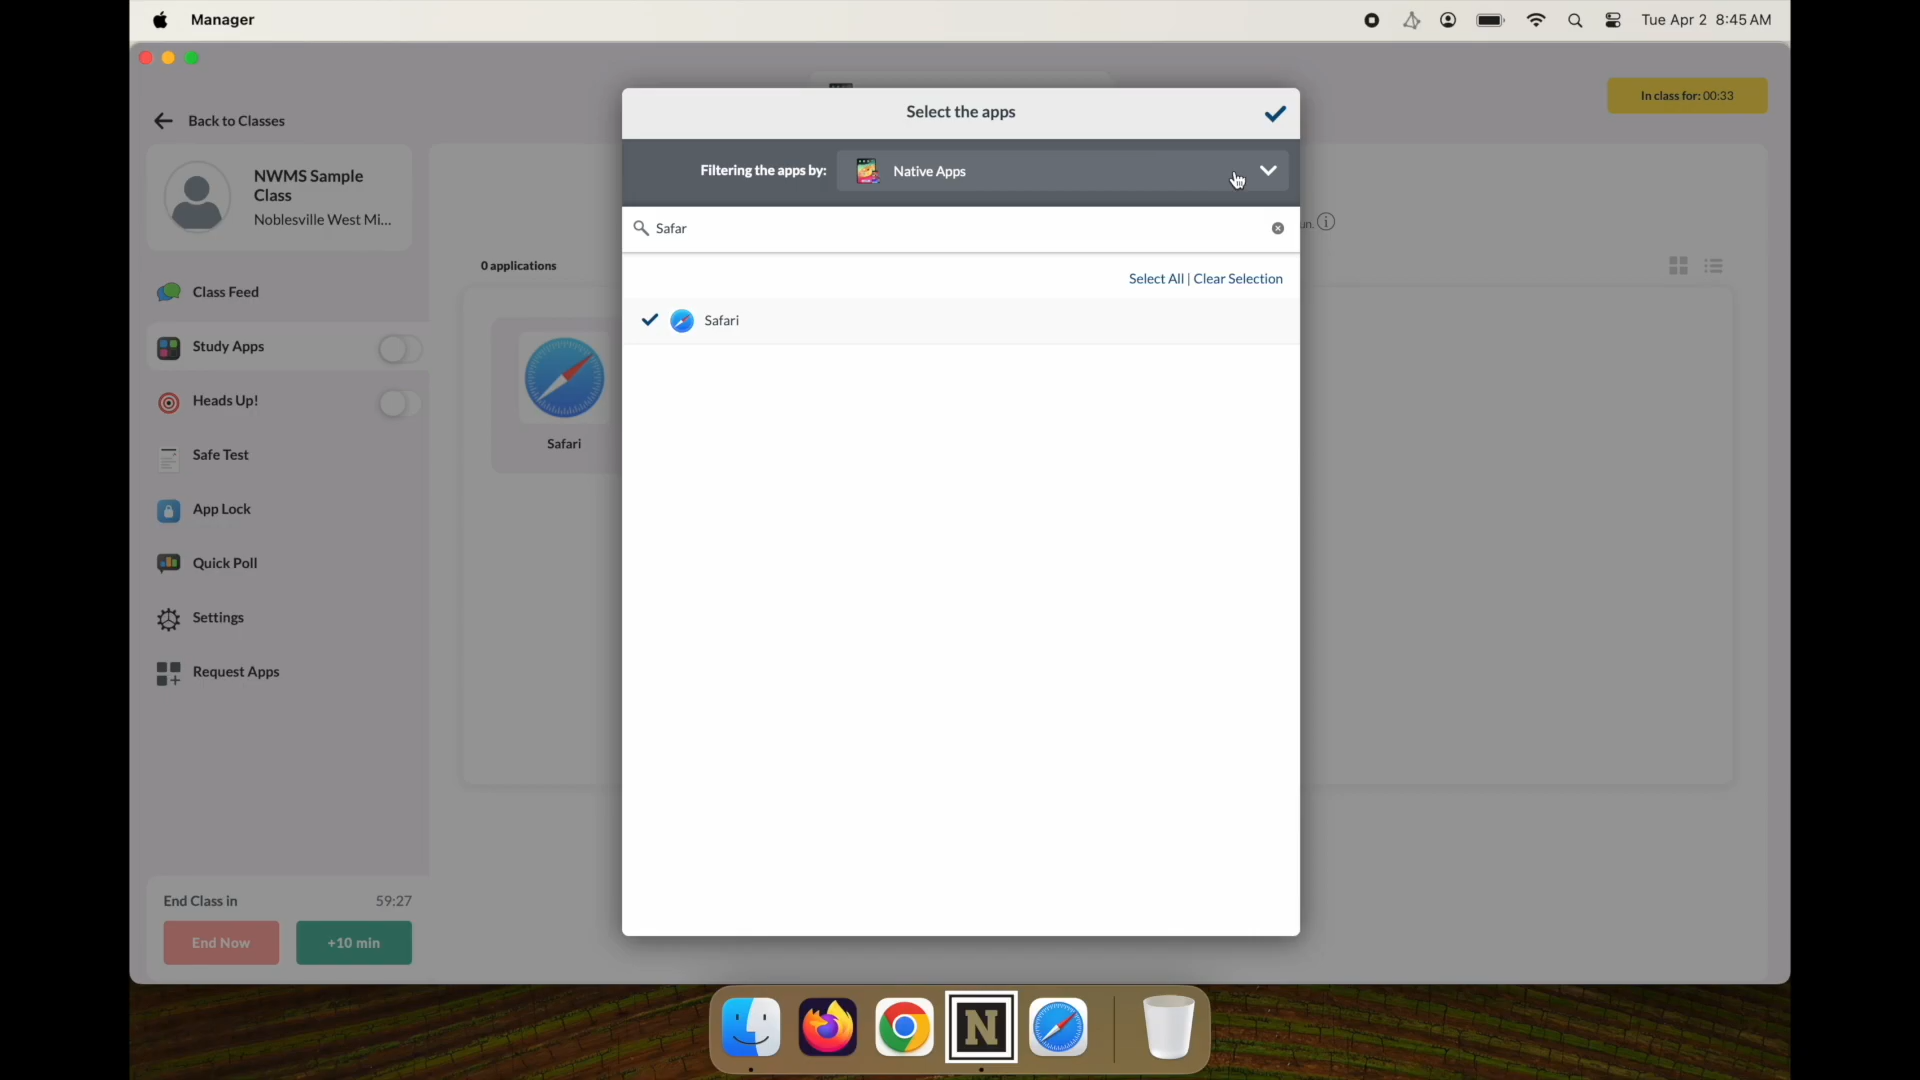 Manager
Tue Apr 2 8:45 AM
Select the apps
In class for: 00:33
Back to Classes
Filtering the apps by:
Native Apps
NWMS Sample
Class
Noblesville West Mi...
Safar
un.
0 applications
Select All | Clear Selection
Class Feed
Safari
Study Apps
Heads Up!
Safari
Safe Test
App Lock
Quick Poll
Settings
Request Apps
End Class in
59:27
End Now
+10 min
N